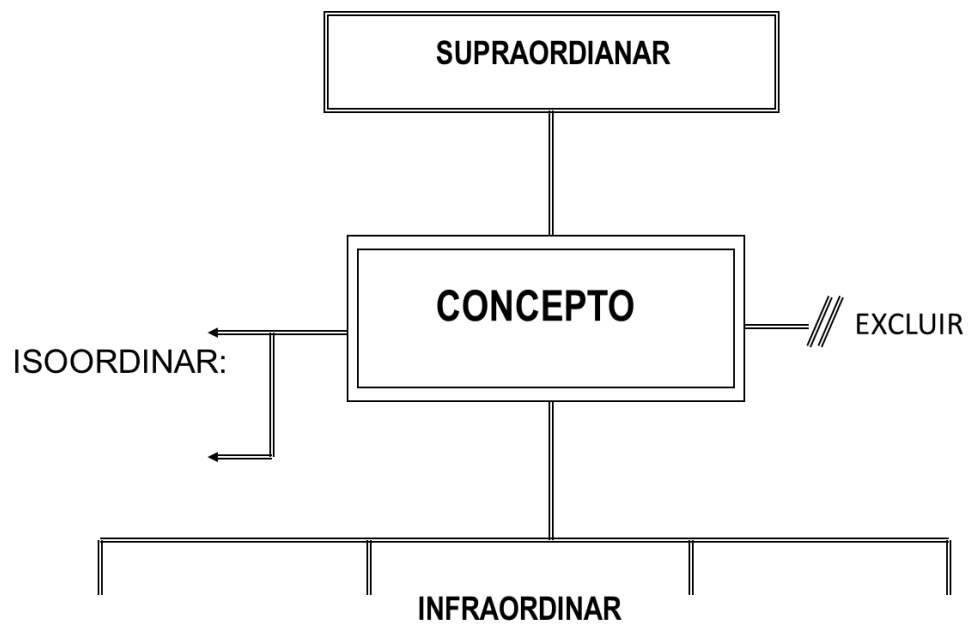 SUPRAORDIANAR
CONCEPTO
EXCLUIR
ISOORDINAR:
INFRAORDINAR